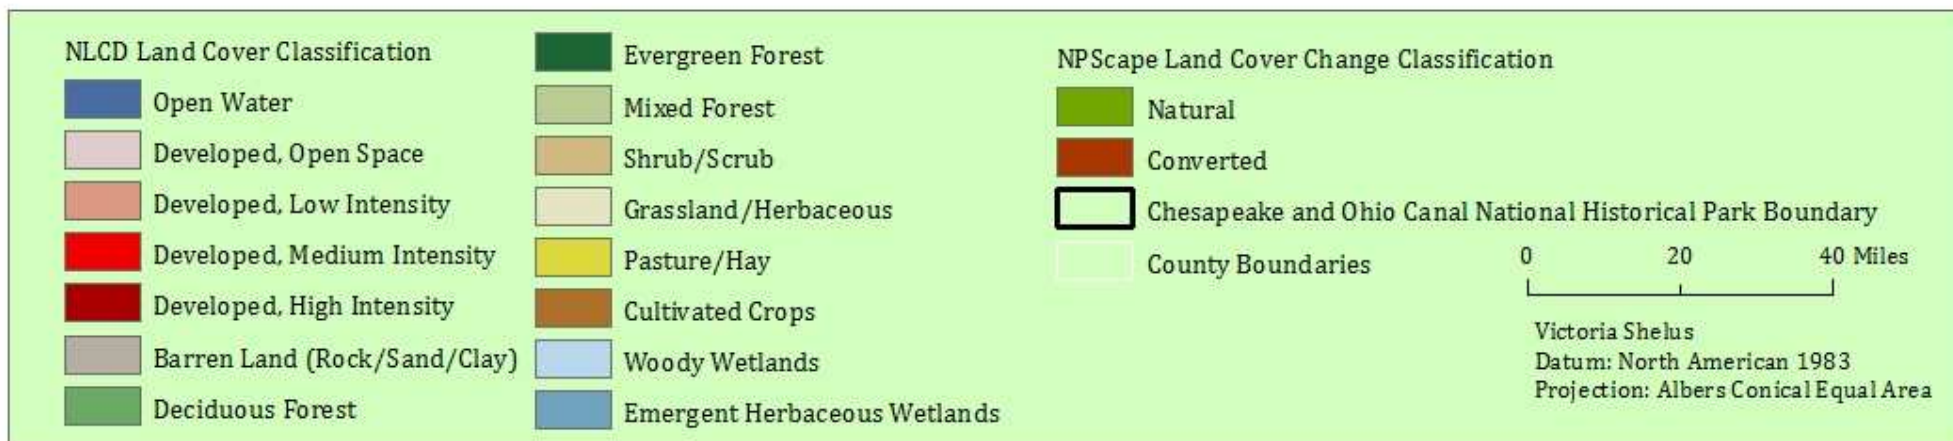 NLCD Land Cover Classification
Open Water
Developed, Open Space
Developed, Low Intensity
Developed, Medium Intensity
Developed, High Intensity
Barren Land (Rock/Sand/Clay)
Deciduous Forest
Evergreen Forest
Mixed Forest
Shrub/Scrub
Grassland/Herbaceous
Pasture/Hay
Cultivated Crops
Woody Wetlands
Emergent Herbaceous Wetlands
NPScape Land Cover Change Classification
Natural
Converted
Chesapeake and Ohio Canal National Historical Park Boundary
County Boundaries
0 20 40 Miles
Victoria Shelus
Datum: North American 1983
Projection: Albers Conical Equal Area